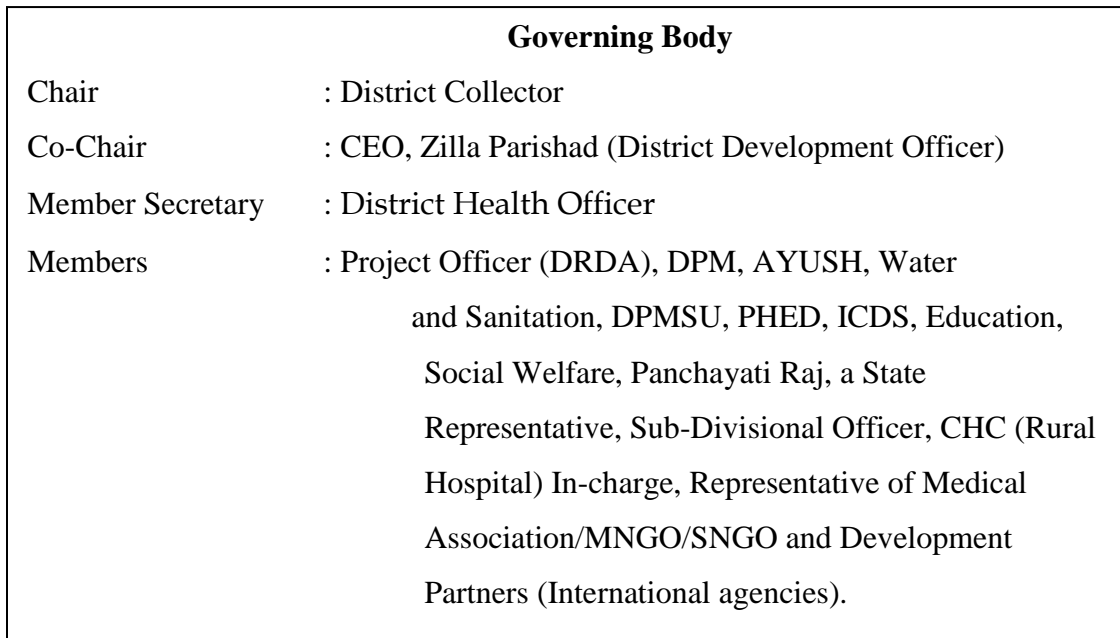 Governing Body
Chair : District Collector
Co-Chair : CEO, Zilla Parishad (District Development Officer)
Member Secretary : District Health Officer
Members : Project Officer (DRDA), DPM, AYUSH, Water
and Sanitation, DPMSU, PHED, ICDS, Education,
Social Welfare, Panchayati Raj, a State
Representative, Sub-Divisional Officer, CHC (Rural
Hospital) In-charge, Representative of Medical
Association/MNGO/SNGO and Development
Partners (International agencies).